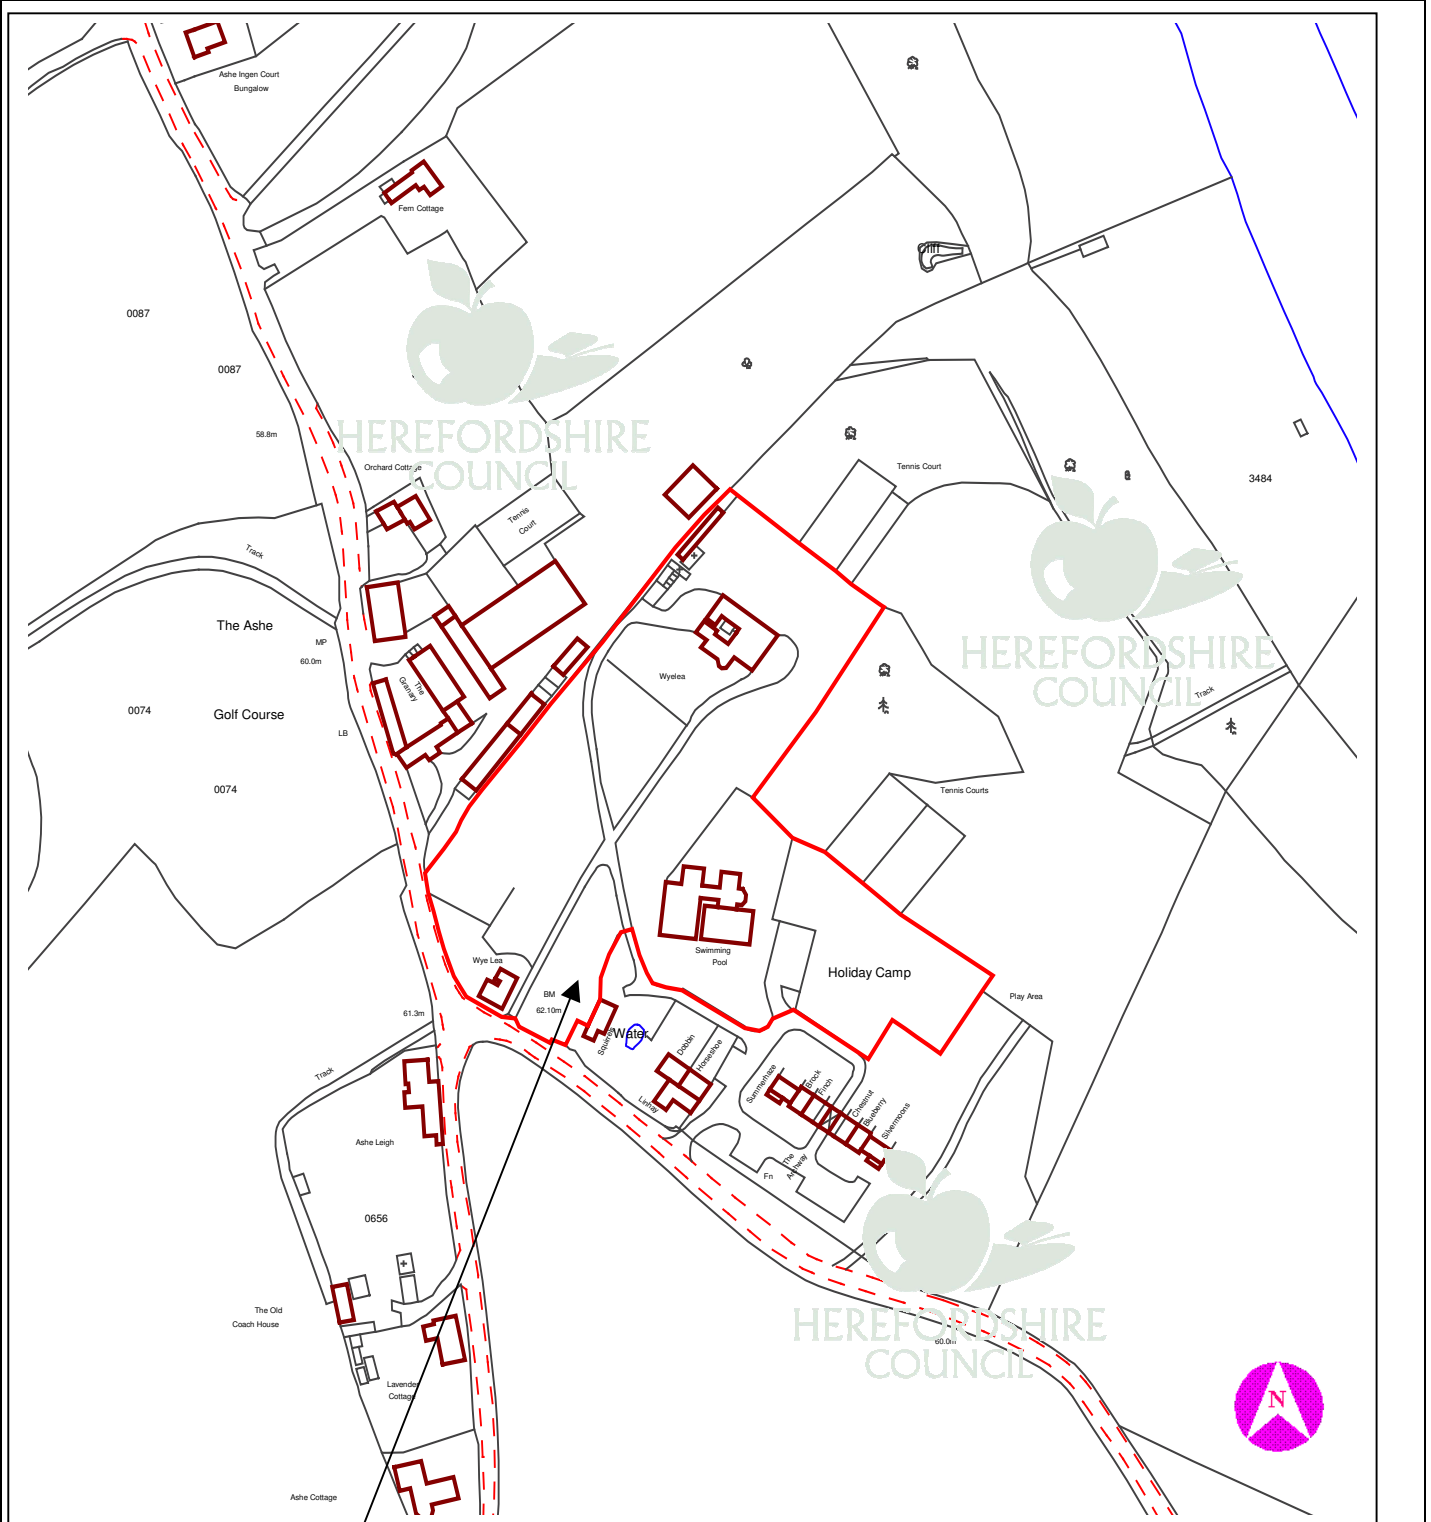 Ashe Ingen Court
Bungalow
Fern Cottage
Cliff
0087
0087
58.8m
HEREFORDSHIRE
COUNCIL
Orchard Cottage
Tennis
Court
Tennis Court
3484
Track
The Ashe
MP
60.0m
The
Granary
Wyelea
HEREFORDSHIRE
COUNCIL
Track
0074
Golf Course
LB
0074
Tennis Courts
Swimming
Pool
Wye Lea
Holiday Camp
BM
62.10m
Play Area
61.3m
Squirrels
Water
Dobbin
Horseshoe
Linhay
Track
Summerhaze
Brock
Finch
Chestnut
Blueberry
Silvermoons
Ashe Leigh
The
Archway
Fn
0656
The Old
Coach House
HEREFORDSHIRE
COUNCIL
60.0m
Lavender
Cottage
N
Ashe Cottage